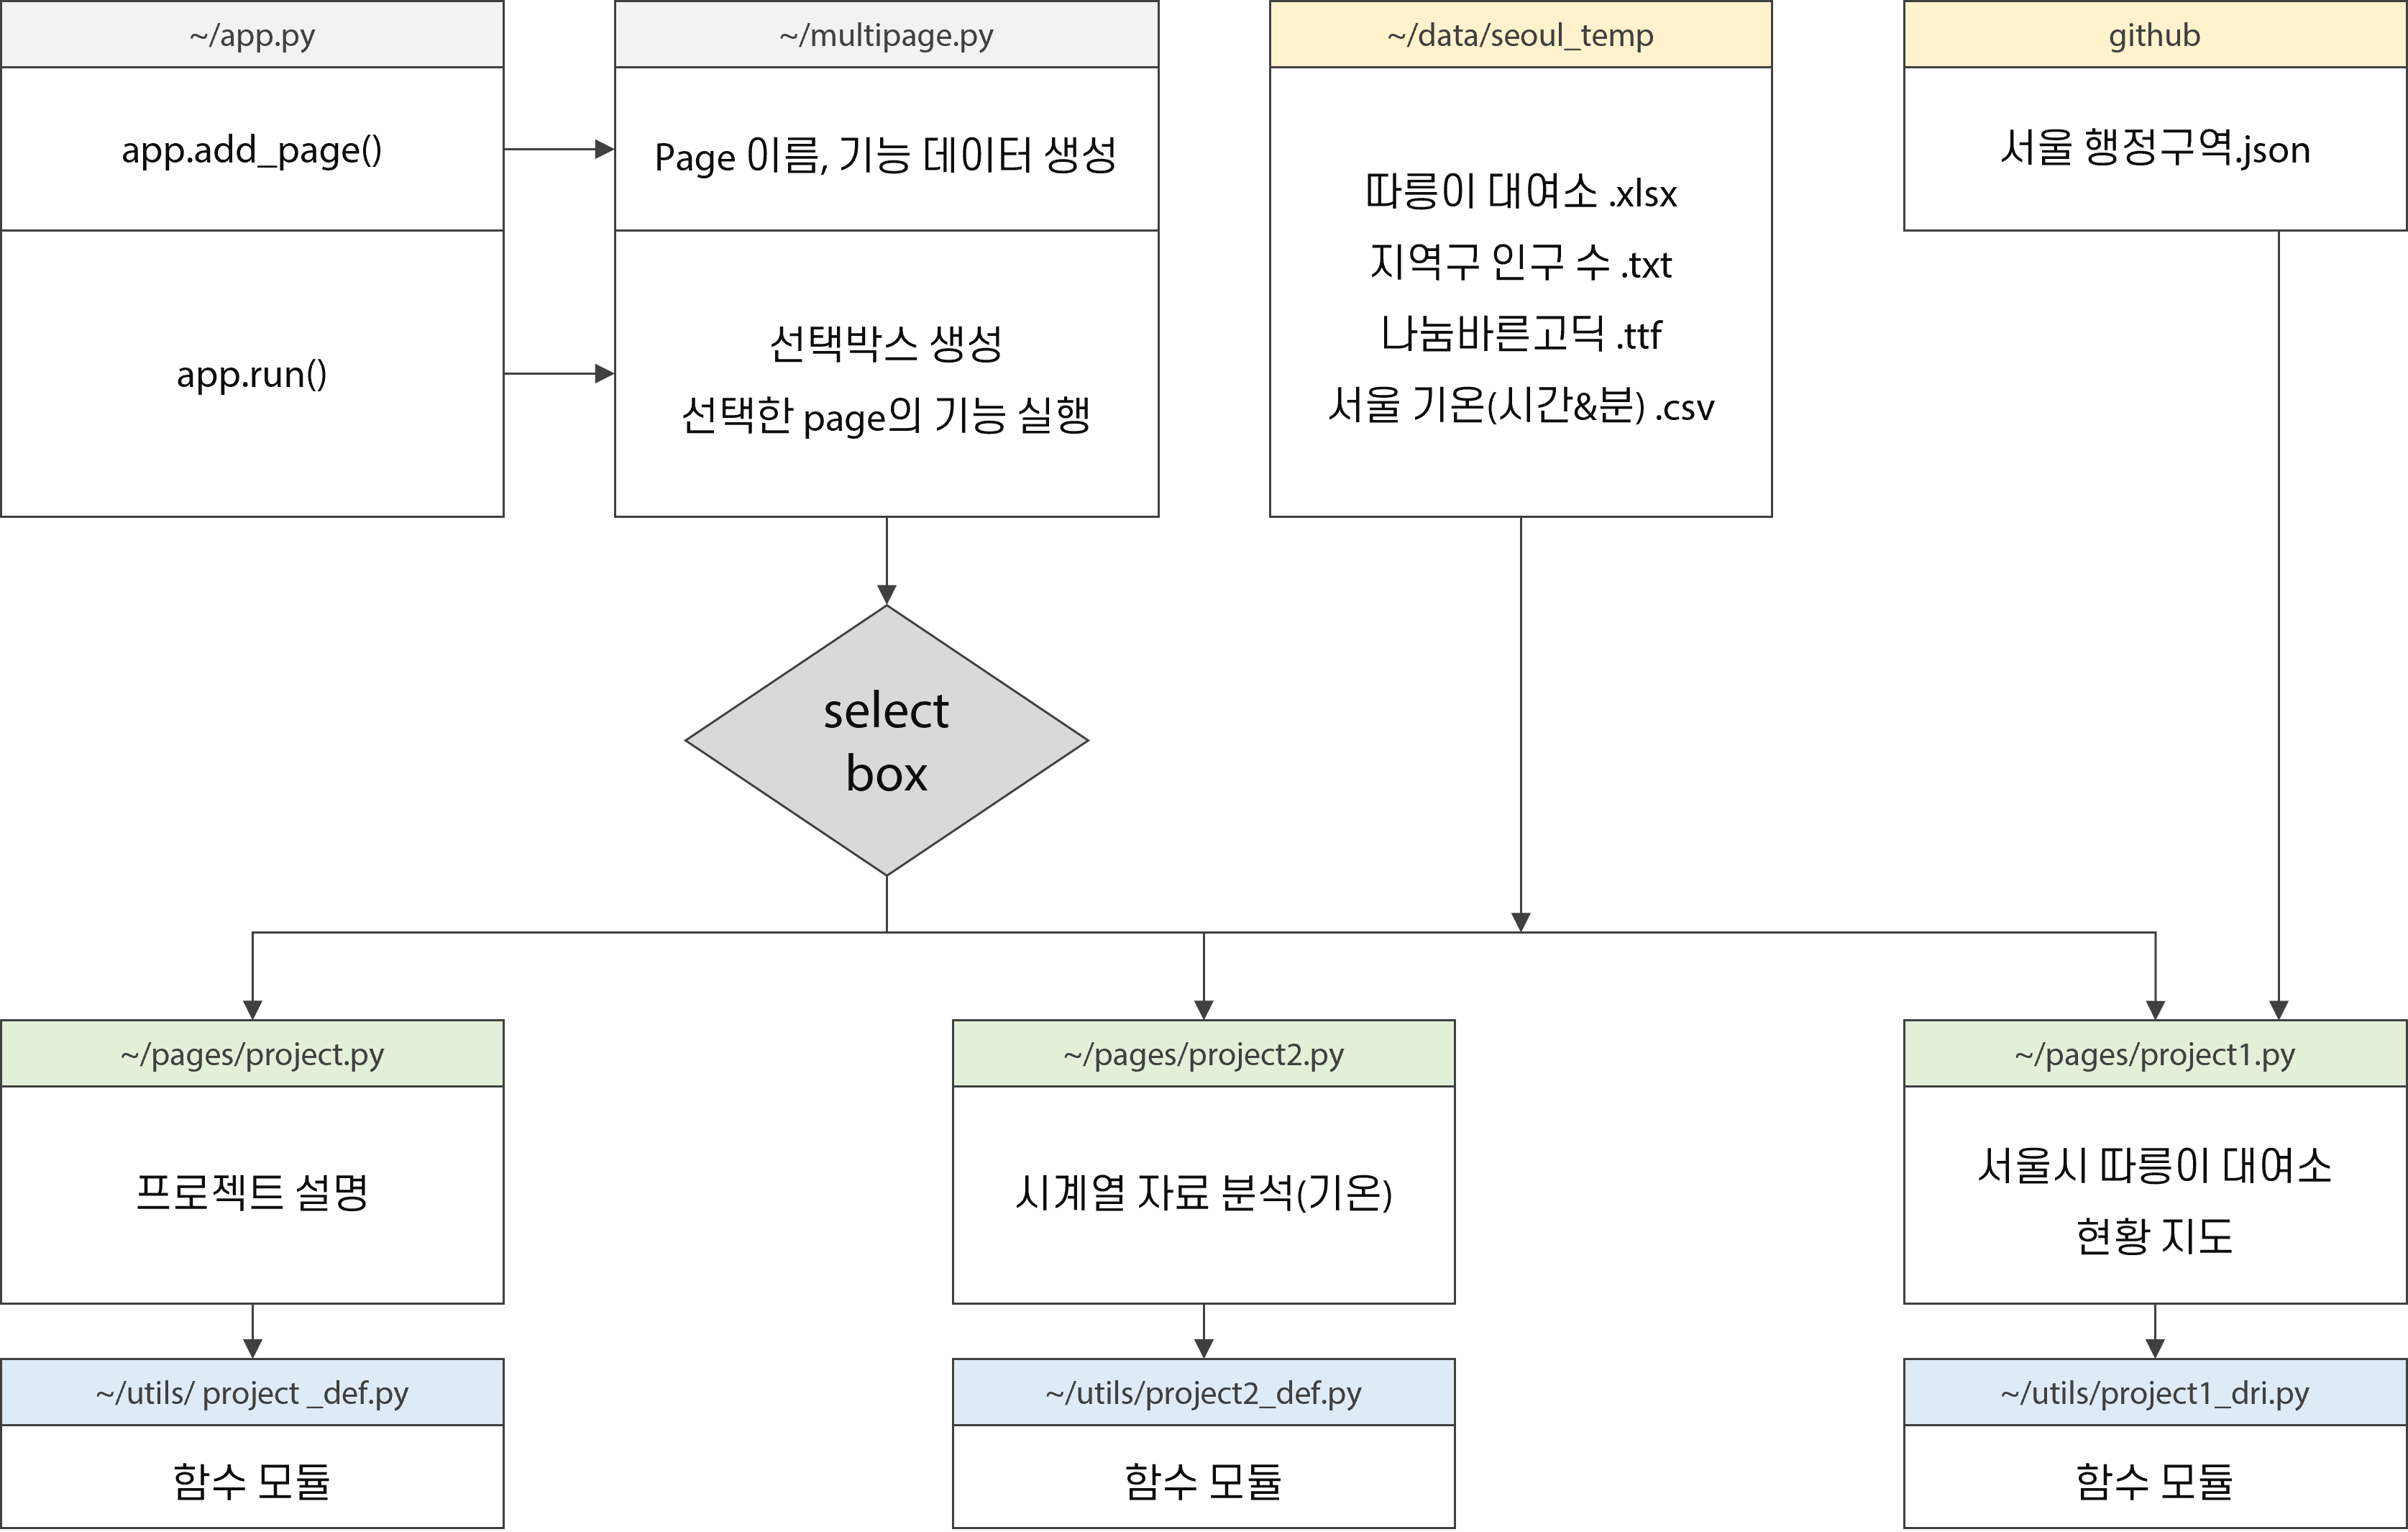 ~/app.py
app.add_page()
app.run()
~/multipage.py
Page 이름, 기능 데이터 생성
선택박스 생성
선택한 page의 기능 실행
~/data/seoul_temp
따릉이 대여소 .xlsx
지역구 인구 수 .txt
나눔바른고딕 .ttf
서울 기온(시간&분) .csv
github
서울 행정구역.json
select
box
~/pages/project.py
프로젝트 설명
~/pages/project2.py
시계열 자료 분석(기온)
~/pages/project1.py
서울시 따릉이 대여소
현황 지도
~/utils/ project _def.py
함수 모듈
~/utils/project2_def.py
함수 모듈
~/utils/project1_dri.py
함수 모듈